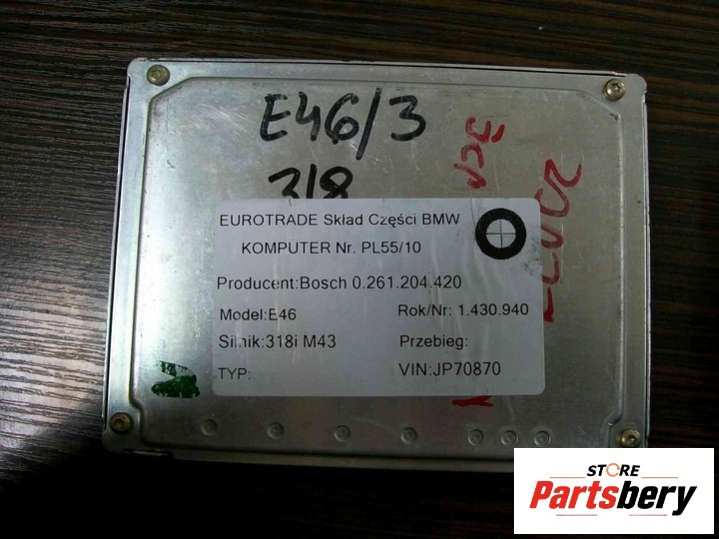 E46/3
318
EUROTRADE Skład Części BMW
KOMPUTER Nr. PL55/10
Producent:Bosch 0.261.204.420
Model:E46 Rok/Nr: 1.430.940
Silnik:318i M43 Przebieg:
TYP: VIN:JP70870
STORE
Partsbery